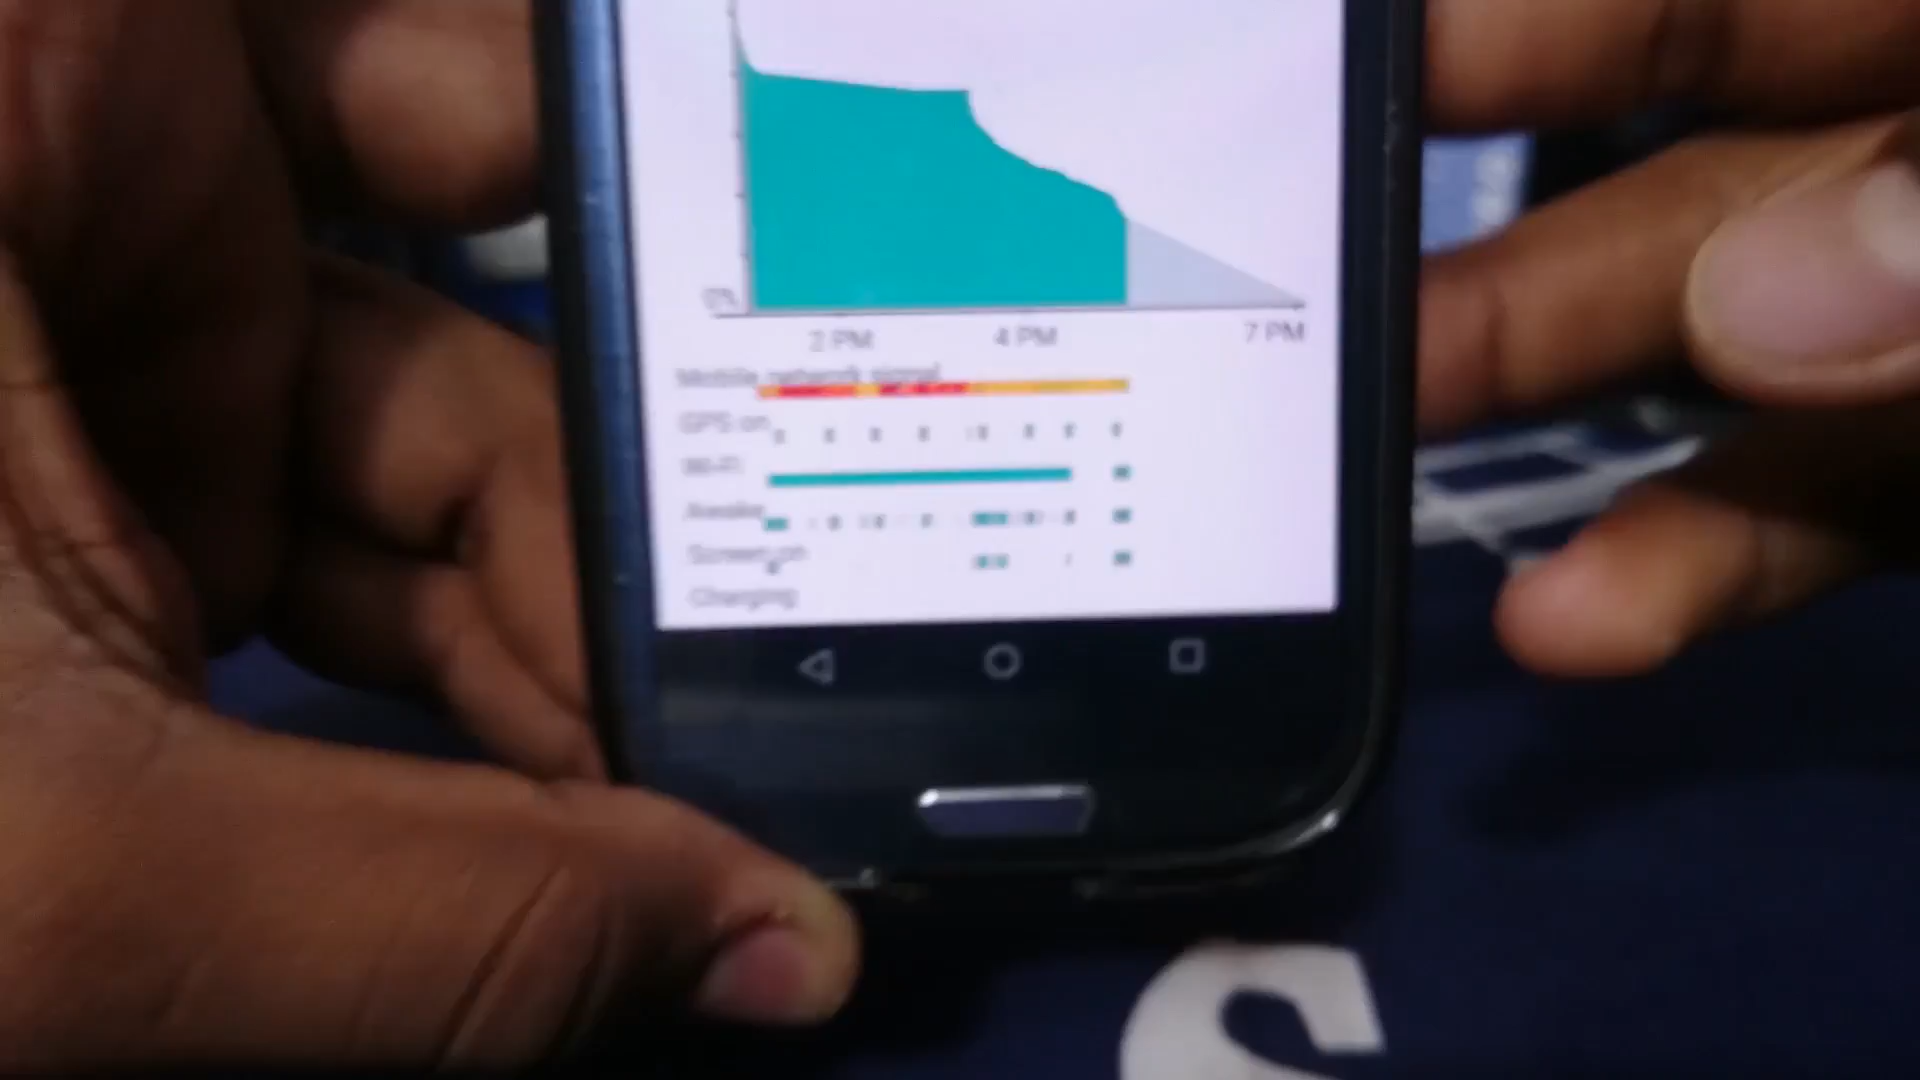 0%
2 PM 4 PM 7 PM
Mobile network signal
GPS on
Wi-Fi
Awake
Screen on
Charging
S